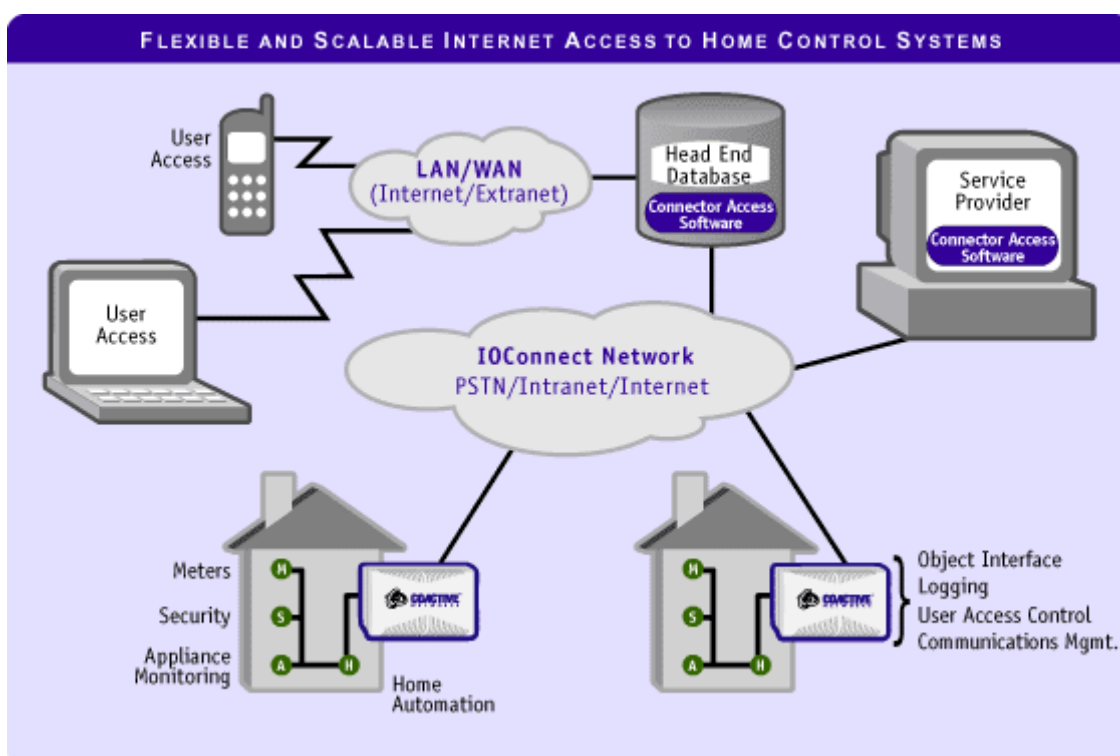 FLEXIBLE AND SCALABLE INTERNET ACCESS TO HOME CONTROL SYSTEMS
User
Access
LAN/WAN
(Internet/Extranet)
Head End
Database
Connector Access
Software
Service
Provider
Connector Access
Software
User
Access
IOConnect Network
PSTN/Intranet/Internet
Meters
M
Security
S
Appliance
Monitoring
A
H
Home
Automation
COACTIVE
M
S
A
H
COACTIVE
Object Interface
Logging
User Access Control
Communications Mgmt.